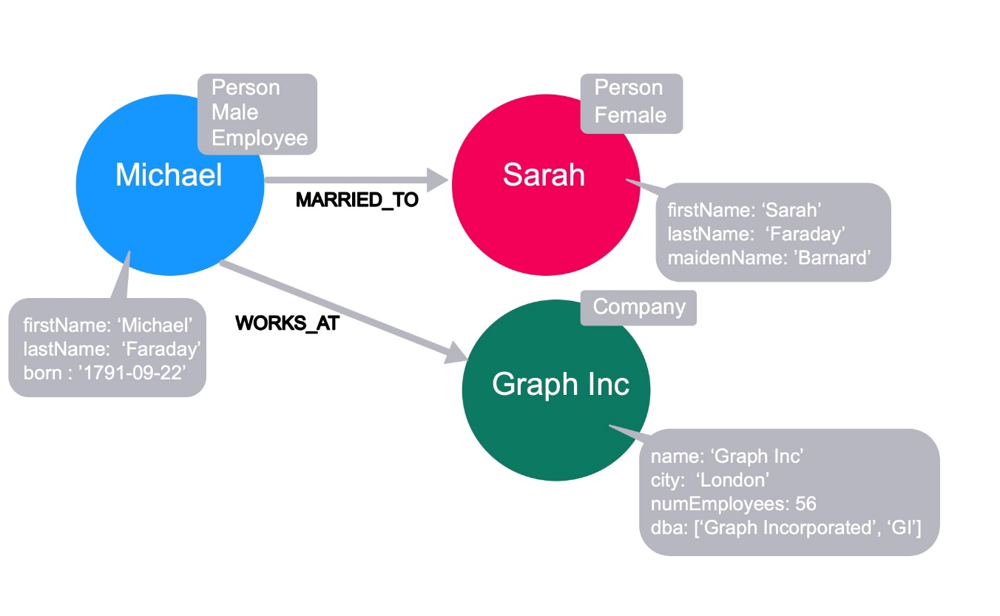 Person
Male
Employee
Michael
MARRIED_TO
Person
Female
Sarah
firstName: ‘Sarah’
lastName:  ‘Faraday’
maidenName: ’Barnard’
firstName: ‘Michael’
lastName:  ‘Faraday’
born : ’1791-09-22’
WORKS_AT
Company
Graph Inc
name: ‘Graph Inc’
city:  ‘London’
numEmployees: 56
dba: [‘Graph Incorporated’, ‘GI’]